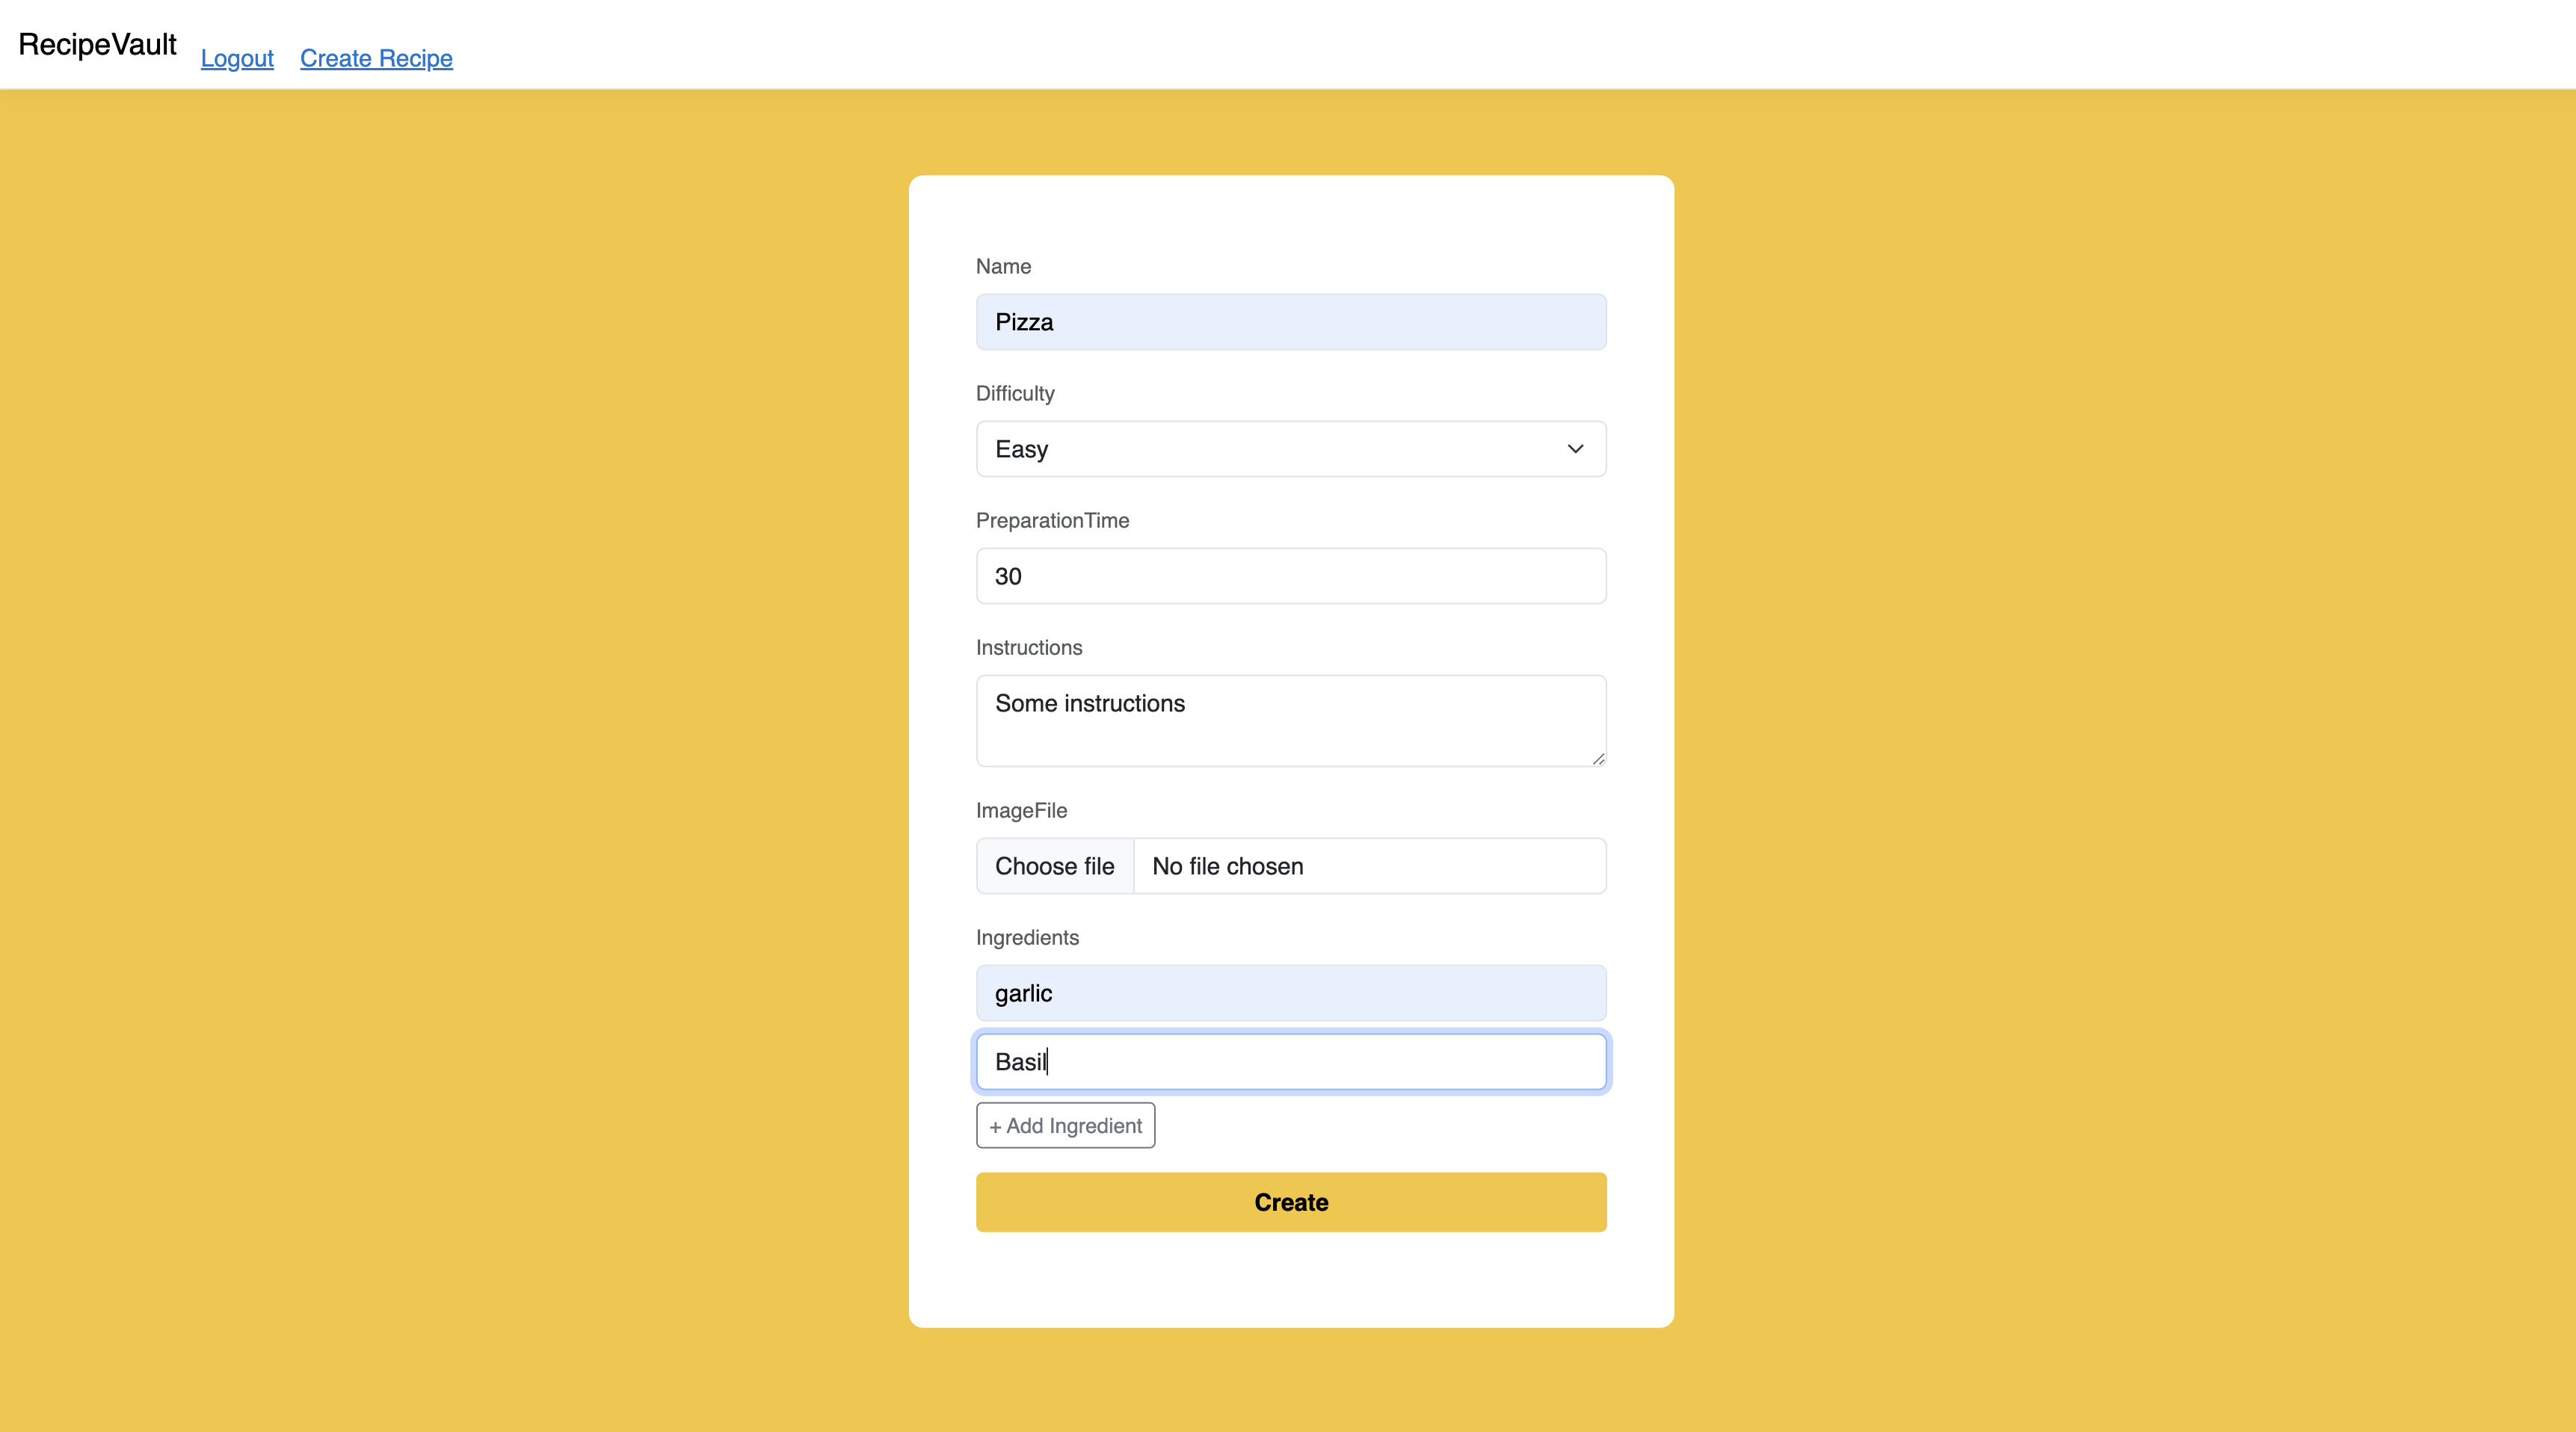 RecipeVault
Logout Create Recipe
Name
Pizza
Difficulty
Easy
PreparationTime
30
Instructions
Some instructions
ImageFile
Choose file No file chosen
Ingredients
garlic
Basil
+ Add Ingredient
Create